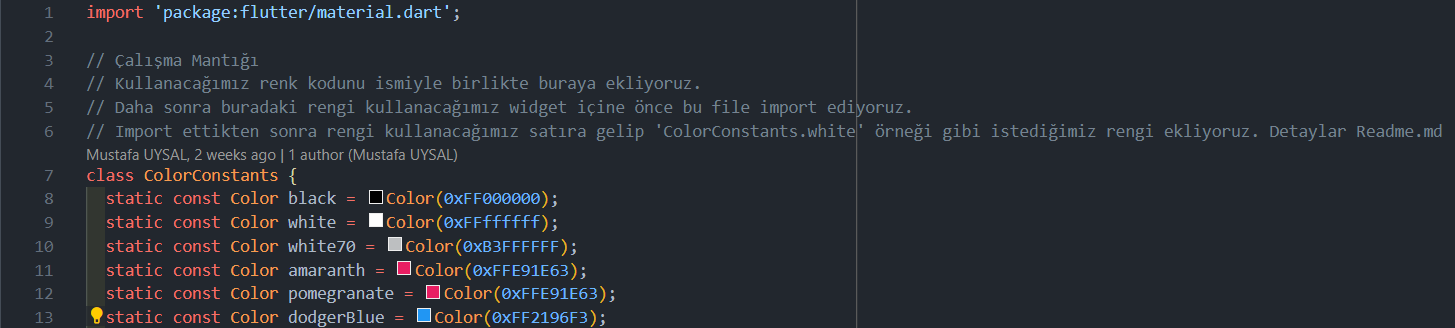 1 import 'package:flutter/material.dart';
2
3 // Çalışma Mantığı
4 // Kullanacağımız renk kodunu ismiyle birlikte buraya ekliyoruz.
5 // Daha sonra buradaki rengi kullanacağımız widget içine önce bu file import ediyoruz.
6 // Import ettikten sonra rengi kullanacağımız satıra gelip 'ColorConstants.white' örneği gibi istediğimiz rengi ekliyoruz. Detaylar Readme.md
Mustafa UYSAL, 2 weeks ago | 1 author (Mustafa UYSAL)
7 class ColorConstants {
8 static const Color black = Color(0xFF000000);
9 static const Color white = Color(0xFFffffff);
10 static const Color white70 = Color(0xB3FFFFFF);
11 static const Color amaranth = Color(0xFFE91E63);
12 static const Color pomegranate = Color(0xFFE91E63);
13 static const Color dodgerBlue = Color(0xFF2196F3);